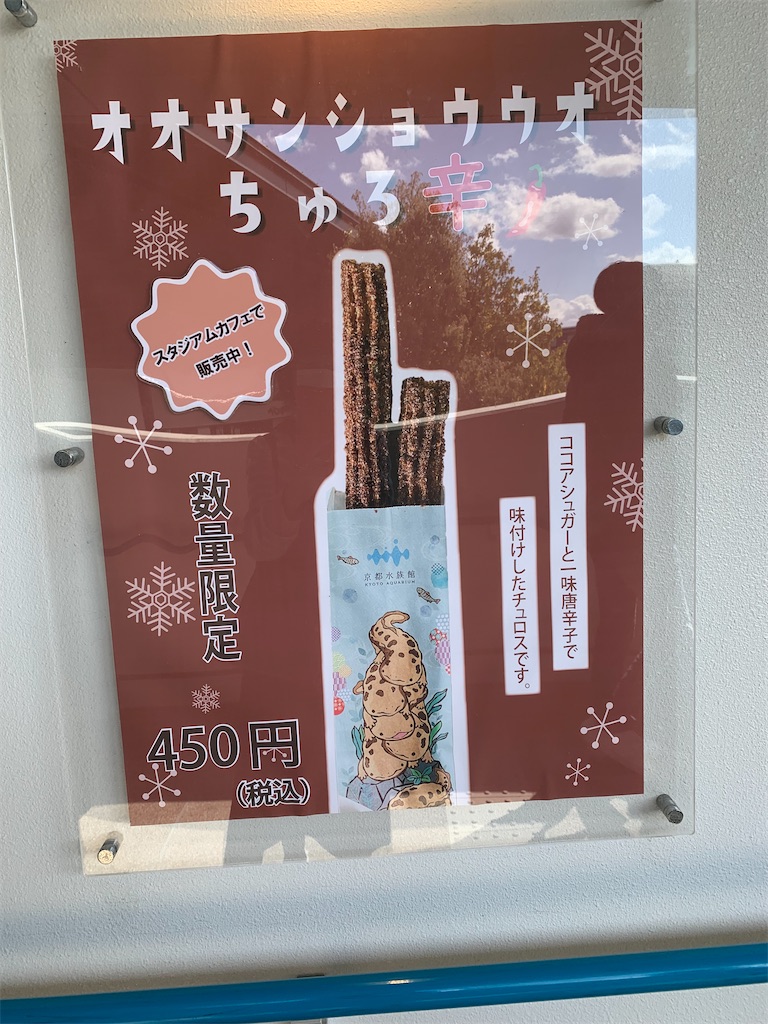 オオサンショウウオ
ちゅろ辛
スタジアムカフェで
販売中！
ココアシュガーと一味唐辛子で
味付けしたチュロスです。
数量限定
京都水族館
KYOTO AQUARIUM
450円
(税込)